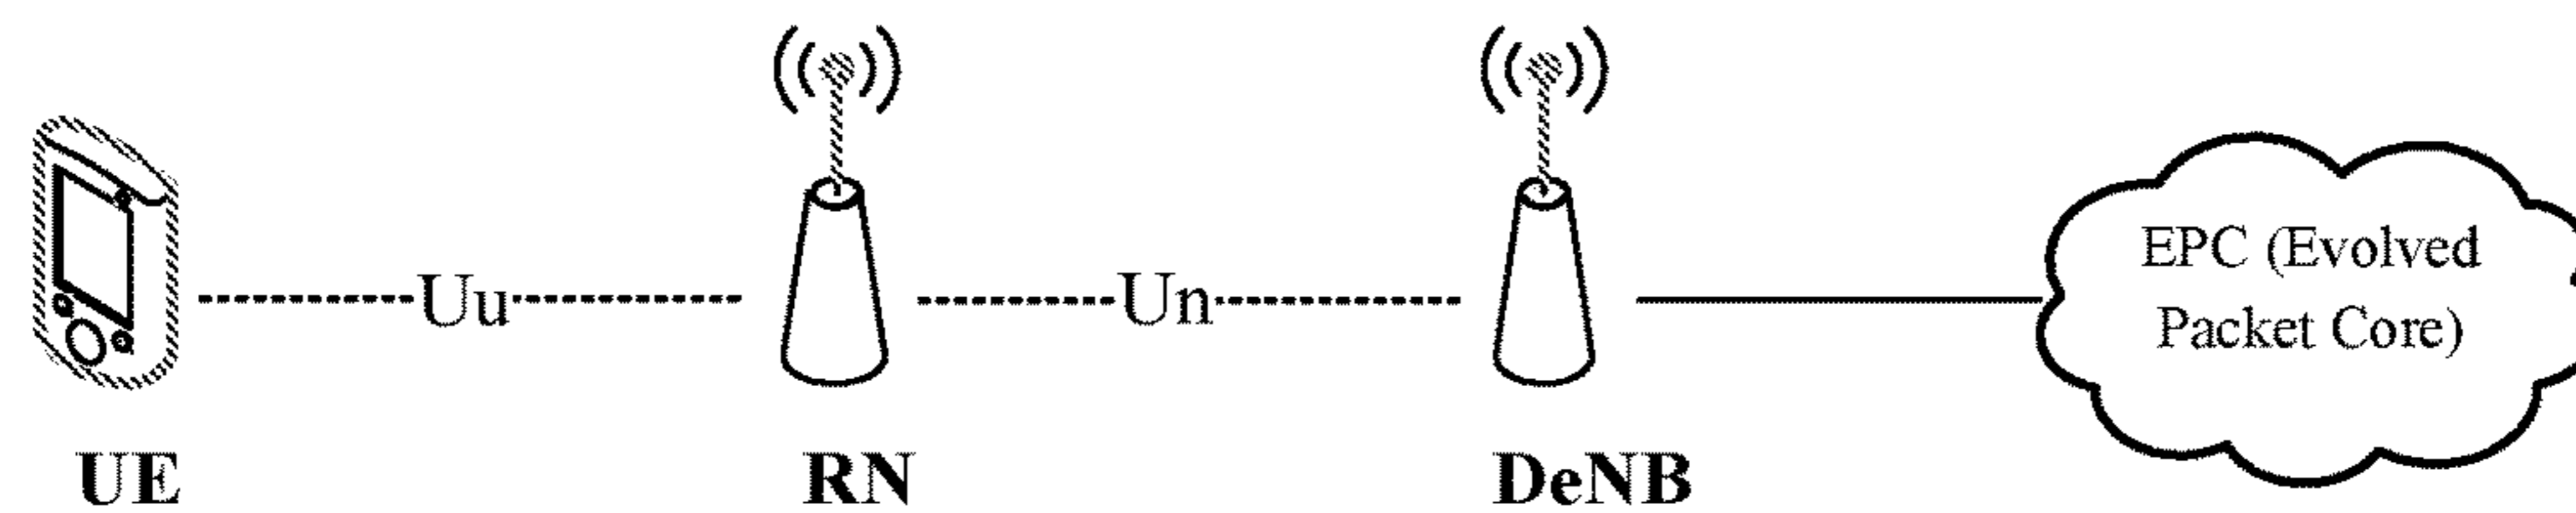 EPC (Evolved
Packet Core)
Uu
Un
UE
RN
DeNB